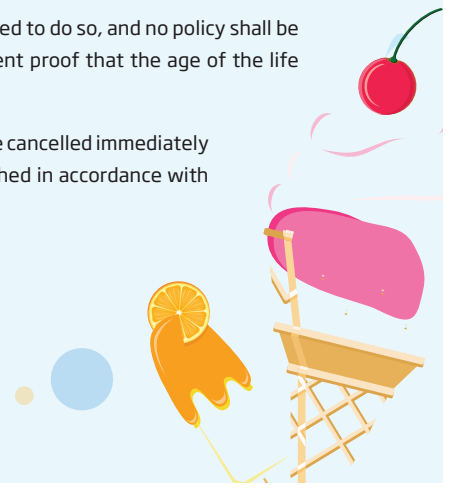 ed to do so, and no policy shall be
ent proof that the age of the life
e cancelled immediately
hed in accordance with